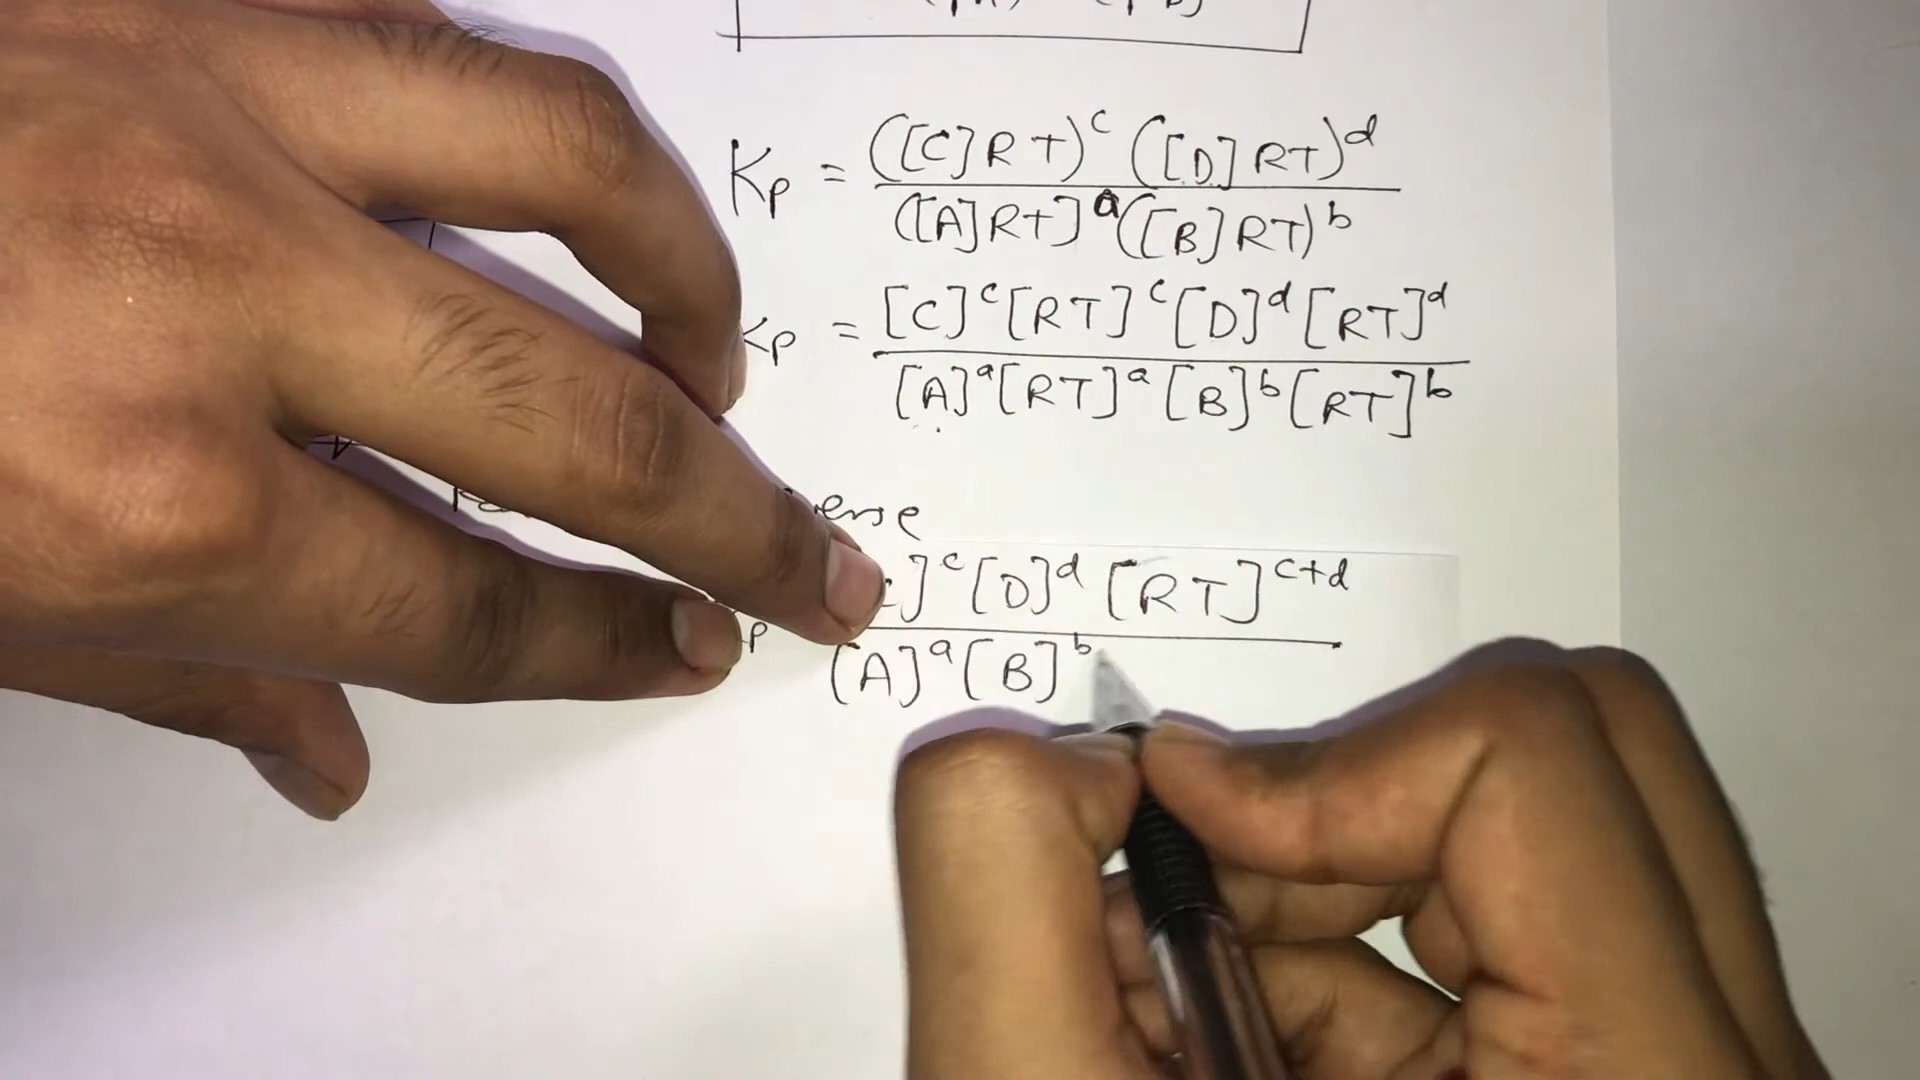 Kp = ([C]RT)^c ([D]RT)^d
([A]RT]^a([B]RT)^b
Kp = [C]^c[RT]^c[D]^d[RT]^d
[A]^a[RT]^a[B]^b[RT]^b
]^c[D]^d[RT]^c+d
p
[A]^a[B]^b